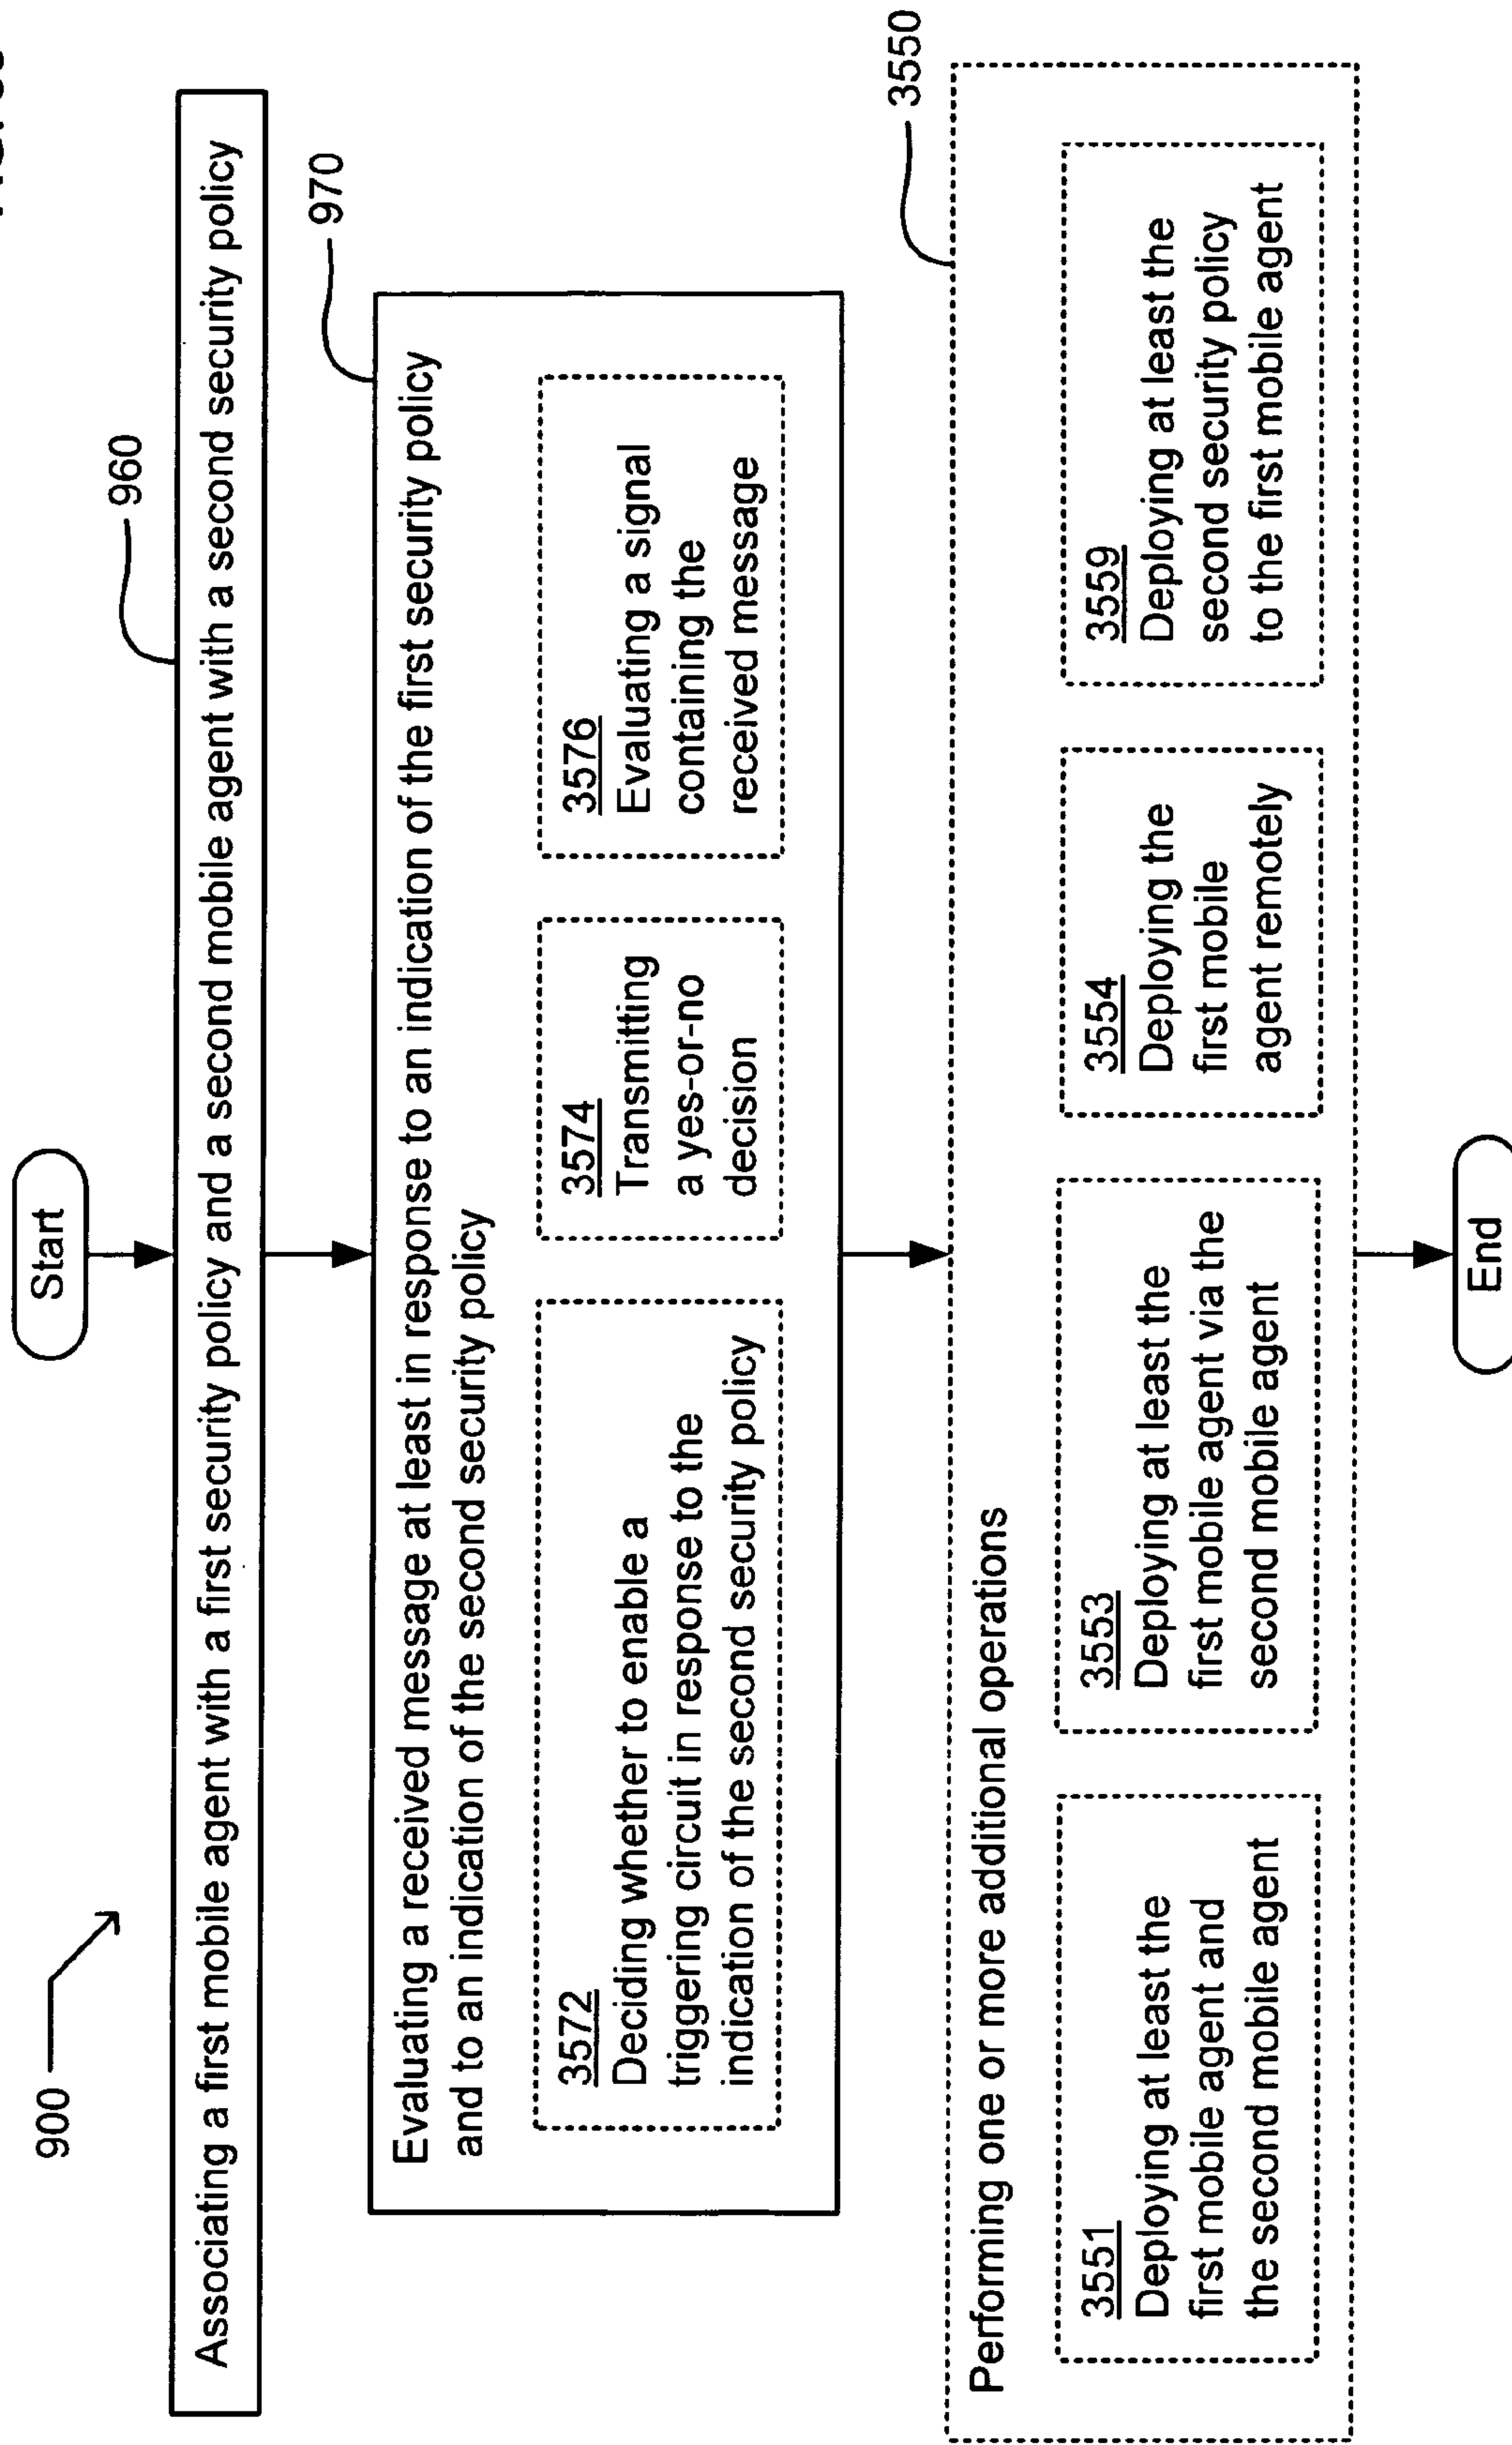 900
Start
960
Associating a first mobile agent with a first security policy and a second mobile agent with a second security policy
970
Evaluating a received message at least in response to an indication of the first security policy
and to an indication of the second security policy
3572
Deciding whether to enable a
triggering circuit in response to the
indication of the second security policy
3574
Transmitting
a yes-or-no
decision
3576
Evaluating a signal
containing the
received message
3550
Performing one or more additional operations
3551
Deploying at least the
first mobile agent and
the second mobile agent
3553
Deploying at least the
first mobile agent via the
second mobile agent
3554
Deploying the
first mobile
agent remotely
3559
Deploying at least the
second security policy
to the first mobile agent
End